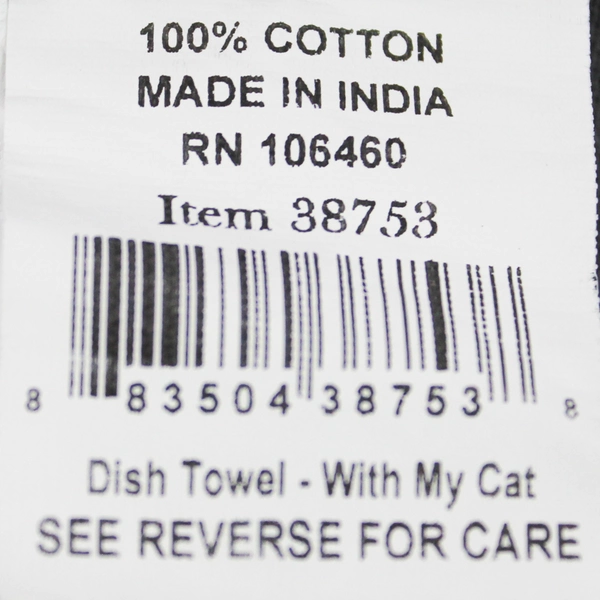 100% COTTON
MADE IN INDIA
RN 106460
Item 38753
8 83504 38753 8
Dish Towel - With My Cat
SEE REVERSE FOR CARE